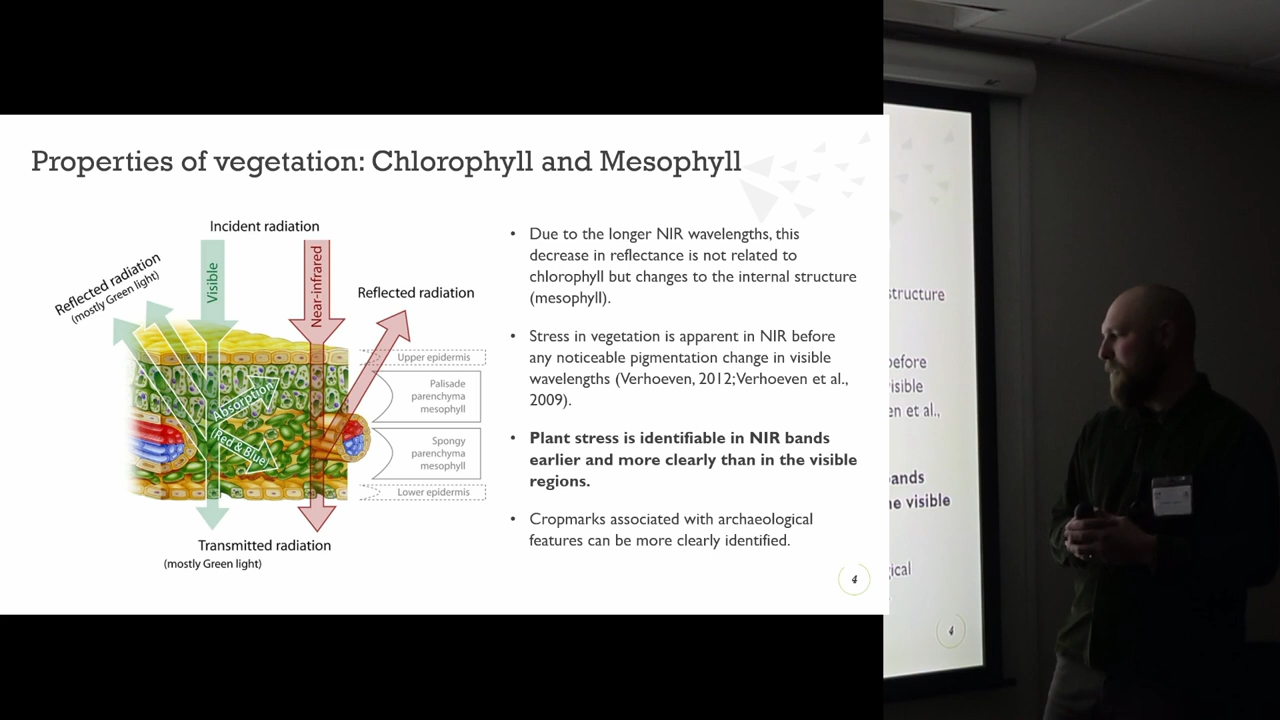 Properties of vegetation: Chlorophyll and Mesophyll
Incident radiation
Reflected radiation
(mostly Green light)
Visible
Near-infrared
Reflected radiation
Absorption
(Red & Blue)
Upper epidermis
Palisade
parenchyma
mesophyll
Spongy
parenchyma
mesophyll
Lower epidermis
Transmitted radiation
(mostly Green light)
• Due to the longer NIR wavelengths, this
decrease in reflectance is not related to
chlorophyll but changes to the internal structure
(mesophyll).
• Stress in vegetation is apparent in NIR before
any noticeable pigmentation change in visible
wavelengths (Verhoeven, 2012;Verhoeven et al.,
2009).
• Plant stress is identifiable in NIR bands
earlier and more clearly than in the visible
regions.
• Cropmarks associated with archaeological
features can be more clearly identified.
4
structure
before
isible
en et al.,
ands
ne visible
ical
4